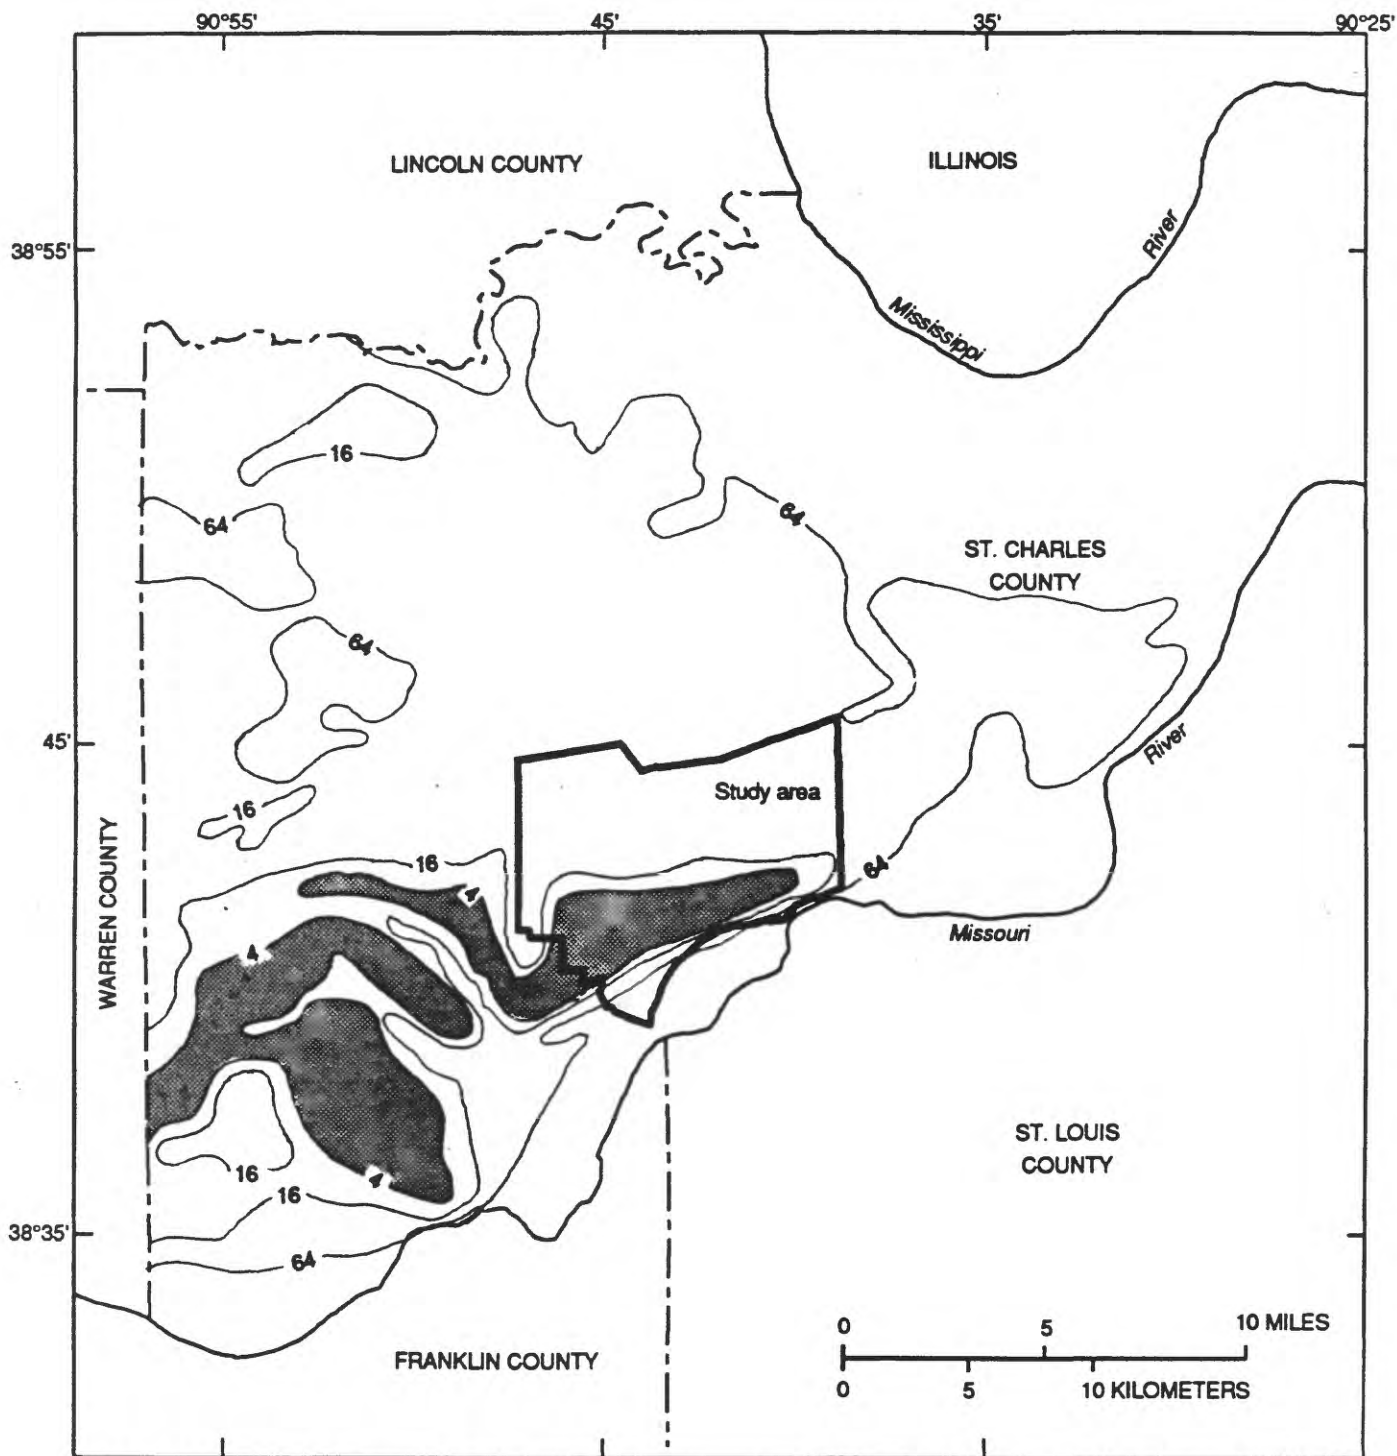 90°55'
45'
35'
90°25'
LINCOLN COUNTY
ILLINOIS
38°55'
River
Mississippi
16
64
64
ST. CHARLES
COUNTY
64
45'
River
Study area
16
WARREN COUNTY
16
64
4
Missouri
4
ST. LOUIS
COUNTY
16
4
16
38°35'
64
0 5 10 MILES
FRANKLIN COUNTY
0 5 10 KILOMETERS